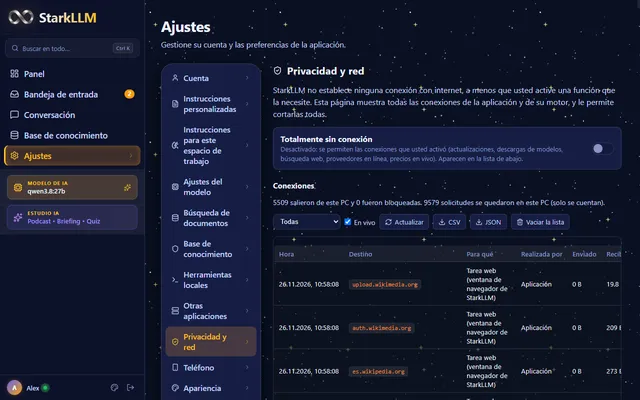 StarkLLM
Buscar en todo...
Ctrl K
Panel
Bandeja de entrada
2
Conversación
Base de conocimiento
Ajustes
MODELO DE IA
qwen3.8:27b
ESTUDIO IA
Podcast • Briefing • Quiz
A
Alex
Ajustes
Gestione su cuenta y las preferencias de la aplicación.
Cuenta
Instrucciones
personalizadas
Instrucciones
para este
espacio de
trabajo
Ajustes del
modelo
Búsqueda de
documentos
Base de
conocimiento
Herramientas
locales
Otras
aplicaciones
Privacidad y
red
Teléfono
Apariencia
Privacidad y red
StarkLLM no establece ninguna conexión con internet, a menos que usted active una función que
la necesite. Esta página muestra todas las conexiones de la aplicación y de su motor, y le permite
cortarlas todas.
Totalmente sin conexión
Desactivado: se permiten las conexiones que usted activó (actualizaciones, descargas de modelos,
búsqueda web, proveedores en línea, precios en vivo). Aparecen en la lista de abajo.
Conexiones
5509 salieron de este PC y 0 fueron bloqueadas. 9579 solicitudes se quedaron en este PC (solo se cuentan).
Todas
En vivo
Actualizar
CSV
JSON
Vaciar la lista
Hora Destino Para qué Realizada por Enviado Recil
26.11.2026, 10:58:08 upload.wikimedia.org Tarea web
(ventana de
navegador de
StarkLLM) Aplicación 0 B 19.8
26.11.2026, 10:58:08 auth.wikimedia.org Tarea web
(ventana de
navegador de
StarkLLM) Aplicación 0 B 209 B
26.11.2026, 10:58:08 es.wikipedia.org Tarea web
(ventana de
navegador de
StarkLLM) Aplicación 0 B 273 B